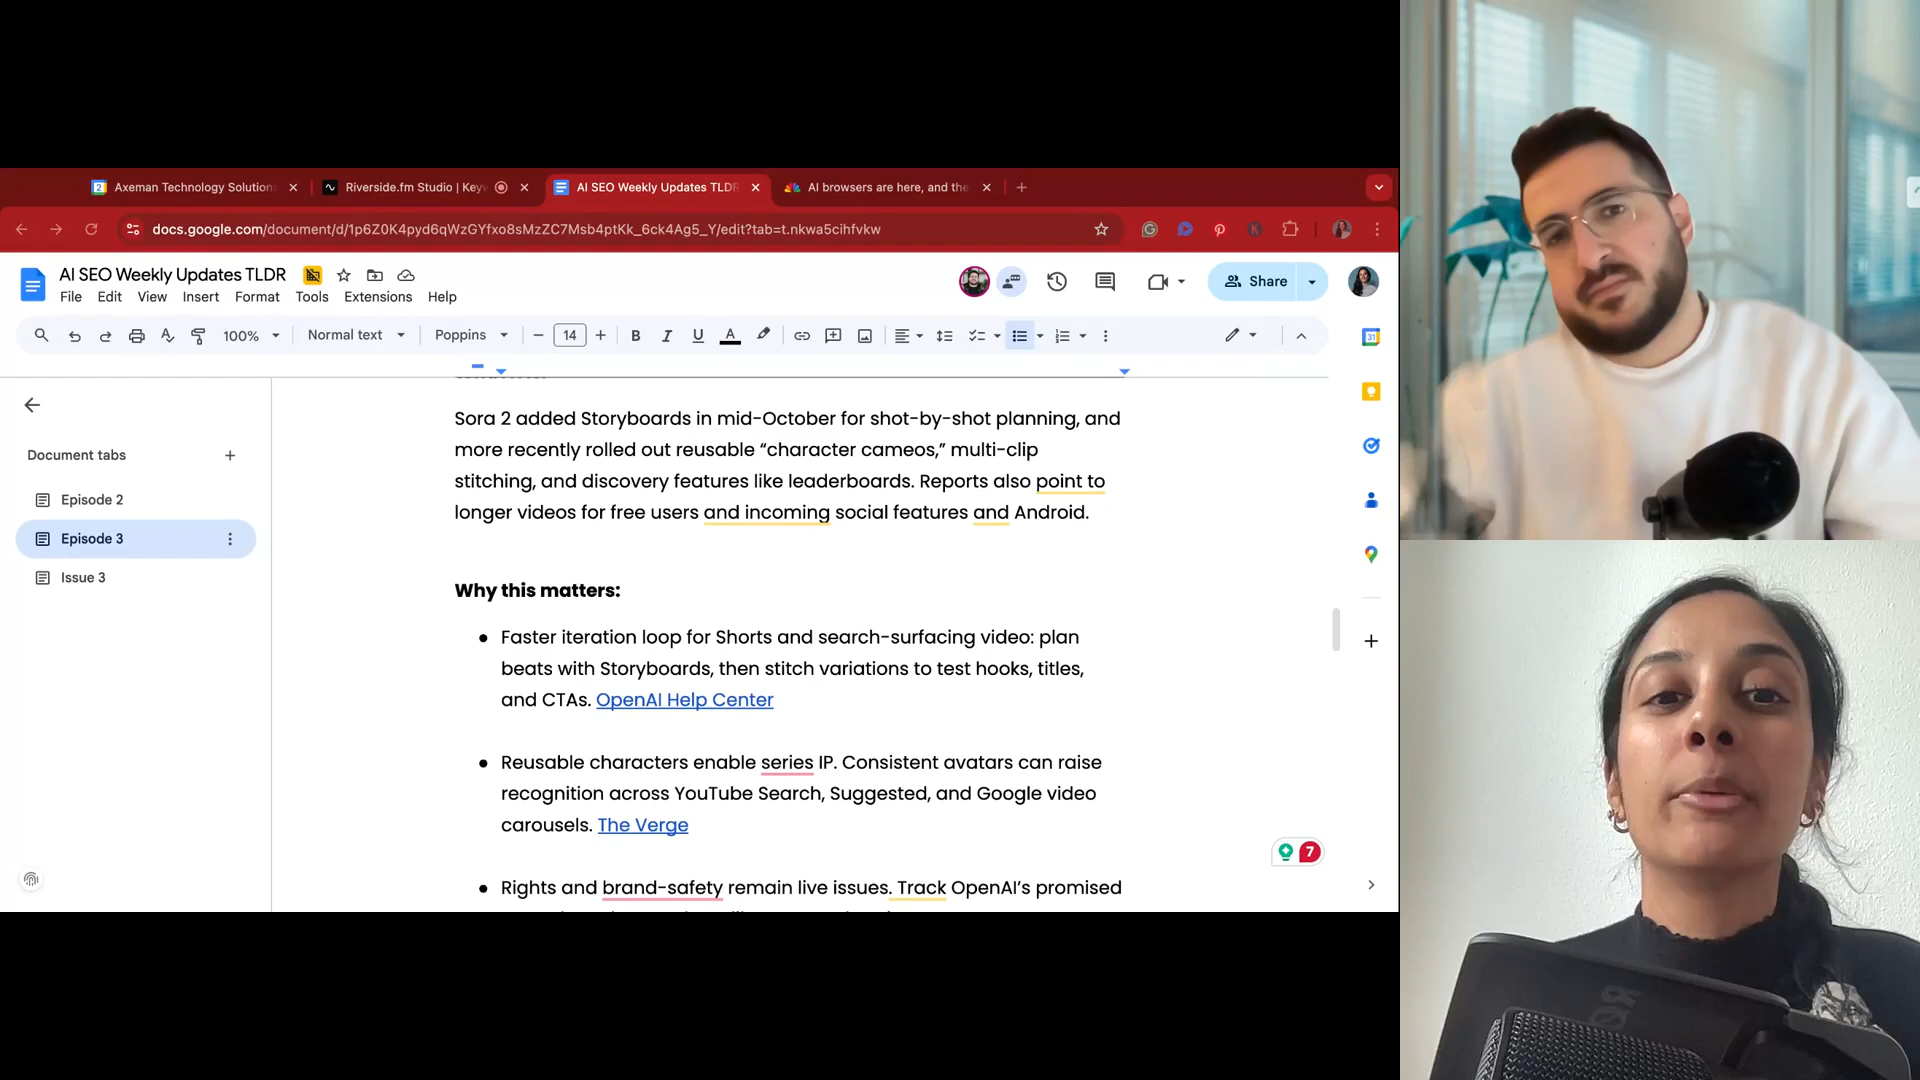 Axeman Technology Solution
Riverside.fm Studio | Keyw
AI SEO Weekly Updates TLDR
AI browsers are here, and the
docs.google.com/document/d/1p6Z0K4pyd6qWzGYfxo8sMzZC7Msb4ptKk_6ck4Ag5_Y/edit?tab=t.nkwa5cihfvkw
AI SEO Weekly Updates TLDR
File Edit View Insert Format Tools Extensions Help
Share
100% Normal text Poppins 14 B I U A
31
Document tabs
Episode 2
Episode 3
Issue 3
Sora 2 added Storyboards in mid-October for shot-by-shot planning, and
more recently rolled out reusable “character cameos,” multi-clip
stitching, and discovery features like leaderboards. Reports also point to
longer videos for free users and incoming social features and Android.
Why this matters:
● Faster iteration loop for Shorts and search-surfacing video: plan
beats with Storyboards, then stitch variations to test hooks, titles,
and CTAs. OpenAI Help Center
● Reusable characters enable series IP. Consistent avatars can raise
recognition across YouTube Search, Suggested, and Google video
carousels. The Verge
7
● Rights and brand-safety remain live issues. Track OpenAI’s promised
RØ